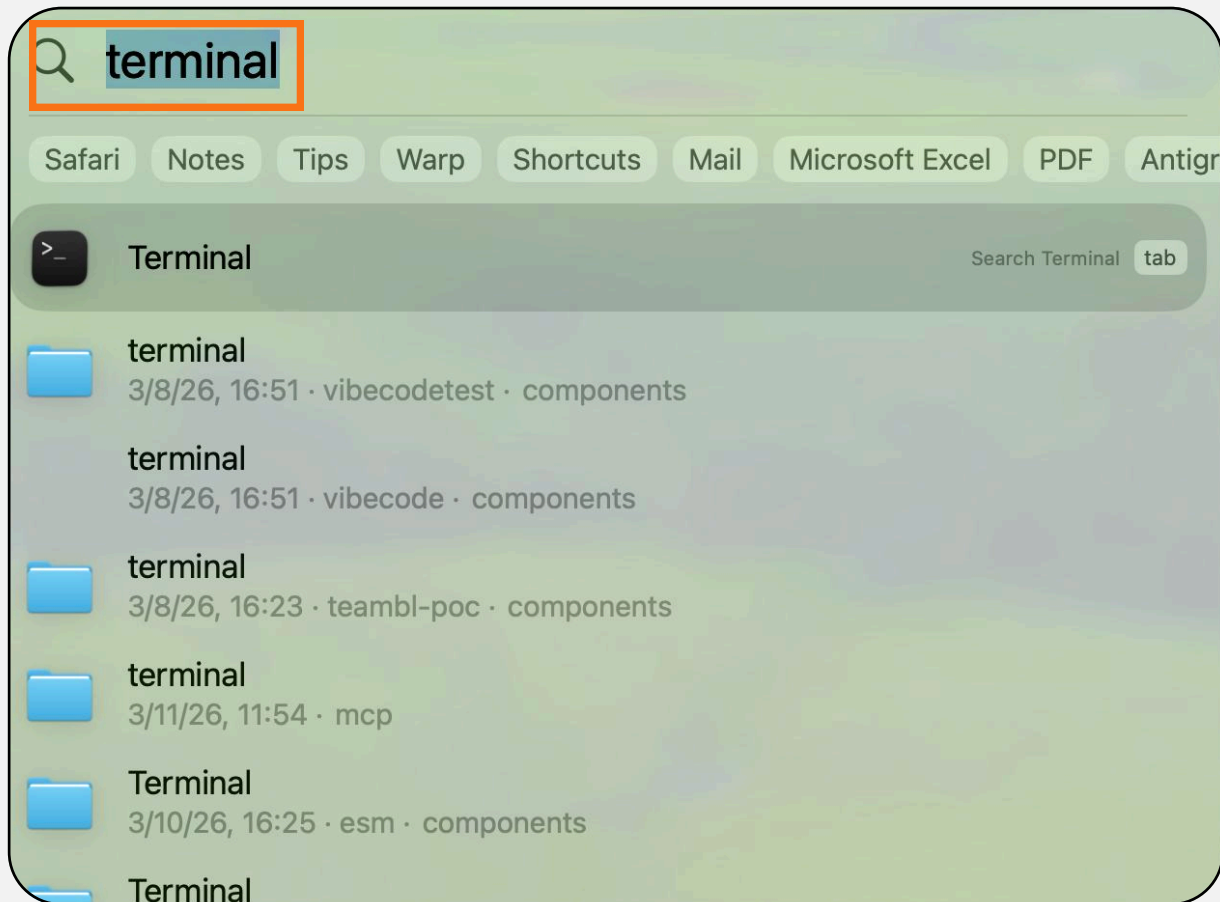 terminal
Safari Notes Tips Warp Shortcuts Mail Microsoft Excel PDF Antigr
>_ Terminal Search Terminal tab
terminal
3/8/26, 16:51 · vibecodetest · components
terminal
3/8/26, 16:51 · vibecode · components
terminal
3/8/26, 16:23 · teambl-poc · components
terminal
3/11/26, 11:54 · mcp
Terminal
3/10/26, 16:25 · esm · components
Terminal